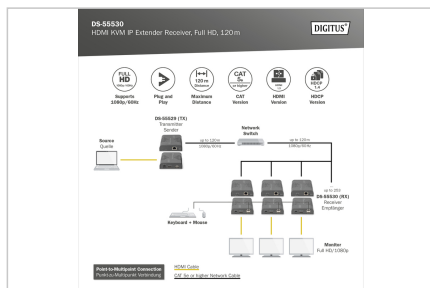 DS-55530
HDMI KVM IP Extender Receiver, Full HD, 120 m
DIGITUS®
FULL
HD
120 m
Distance
CAT
5e
or higher
HDCP
1.4
Supports
1080p/60Hz
Plug and
Play
Maximum
Distance
CAT
Version
HDMI
Version
HDCP
Version
DS-55529 (TX)
Transmitter
Sender
Network
Switch
Source
Quelle
up to 120m
1080p/60Hz
up to 120m
1080p/60Hz
up to 253
DS-55530 (RX)
Receiver
Empfänger
Keyboard + Mouse
Monitor
Full HD/1080p
Point-to-Multipoint Connection
Point-zu-Multipunkt Verbindung
HDMI Cable
CAT 5e or higher Network Cable